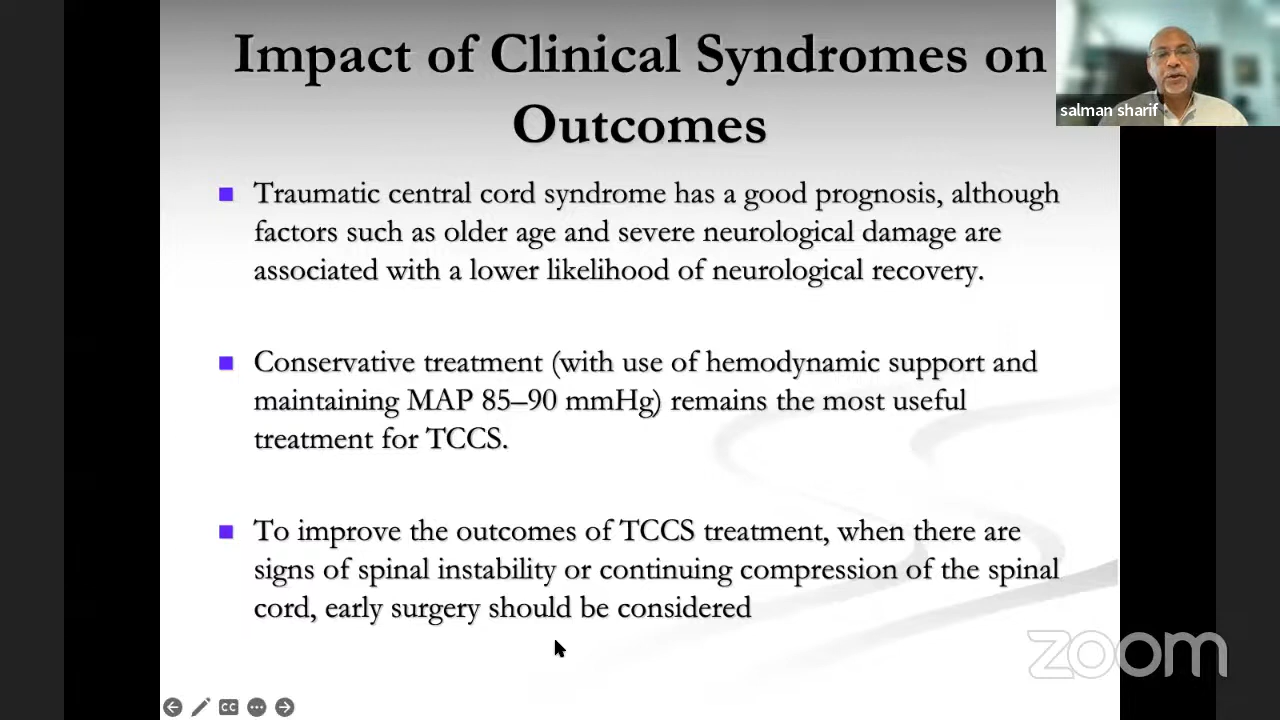 Impact of Clinical Syndromes on
Outcomes
salman sharif
Traumatic central cord syndrome has a good prognosis, although
factors such as older age and severe neurological damage are
associated with a lower likelihood of neurological recovery.
Conservative treatment (with use of hemodynamic support and
maintaining MAP 85–90 mmHg) remains the most useful
treatment for TCCS.
To improve the outcomes of TCCS treatment, when there are
signs of spinal instability or continuing compression of the spinal
cord, early surgery should be considered
zoom
CC